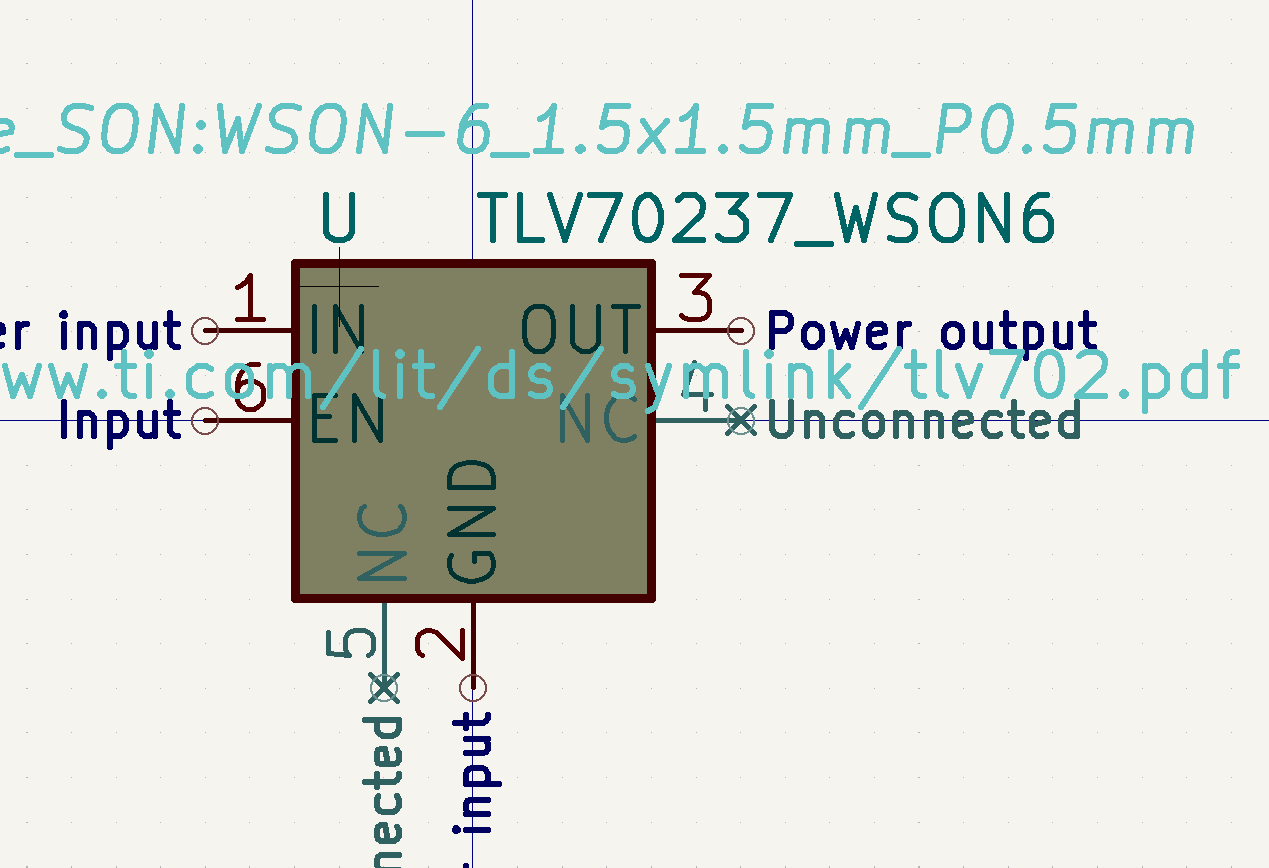 e_SON:WSON-6_1.5x1.5mm_P0.5mm
U TLV70237_WSON6
er input 1 IN OUT 3 Power output
ww.ti.com/lit/ds/symlink/tlv702.pdf
Input 6 EN NC 4 Unconnected
NC GND
5 2
nected r input